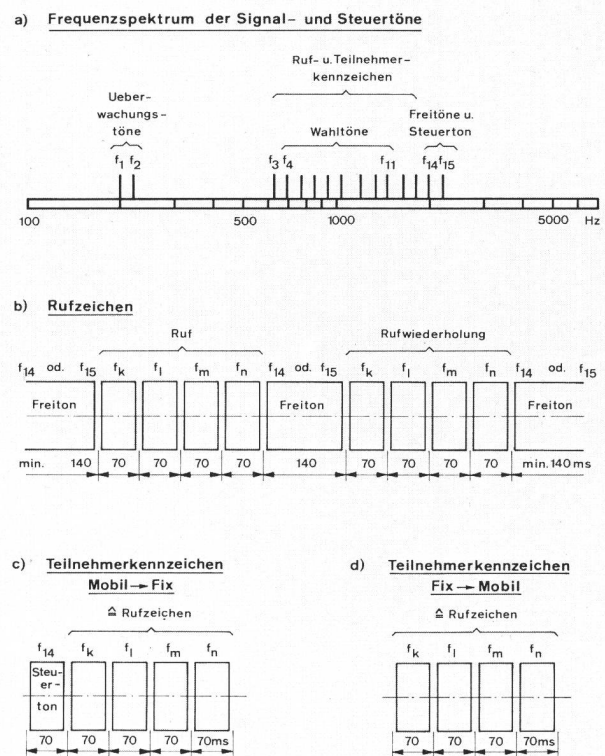 a) Frequenzspektrum der Signal- und Steuertöne
Ruf- u. Teilnehmer-
kennzeichen
Ueber-
wachungs-
töne
Wahltöne
Freitöne u.
Steuerton
f1 f2 f3 f4 f11 f14 f15
100 500 1000 5000 Hz
b) Rufzeichen
Ruf Rufwiederholung
f14 od. f15 fk fl fm fn f14 od. f15 fk fl fm fn f14 od. f15
Freiton Freiton Freiton
min. 140 70 70 70 70 140 70 70 70 70 min. 140 ms
c) Teilnehmerkennzeichen
Mobil → Fix
≙ Rufzeichen
f14 fk fl fm fn
Steu-
er-
ton
70 70 70 70 70ms
d) Teilnehmerkennzeichen
Fix → Mobil
≙ Rufzeichen
fk fl fm fn
70 70 70 70ms